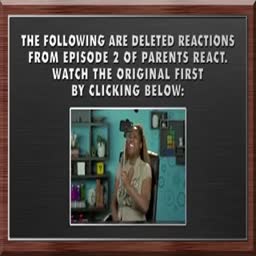 THE FOLLOWING ARE DELETED REACTIONS
FROM EPISODE 2 OF PARENTS REACT.
WATCH THE ORIGINAL FIRST
BY CLICKING BELOW: